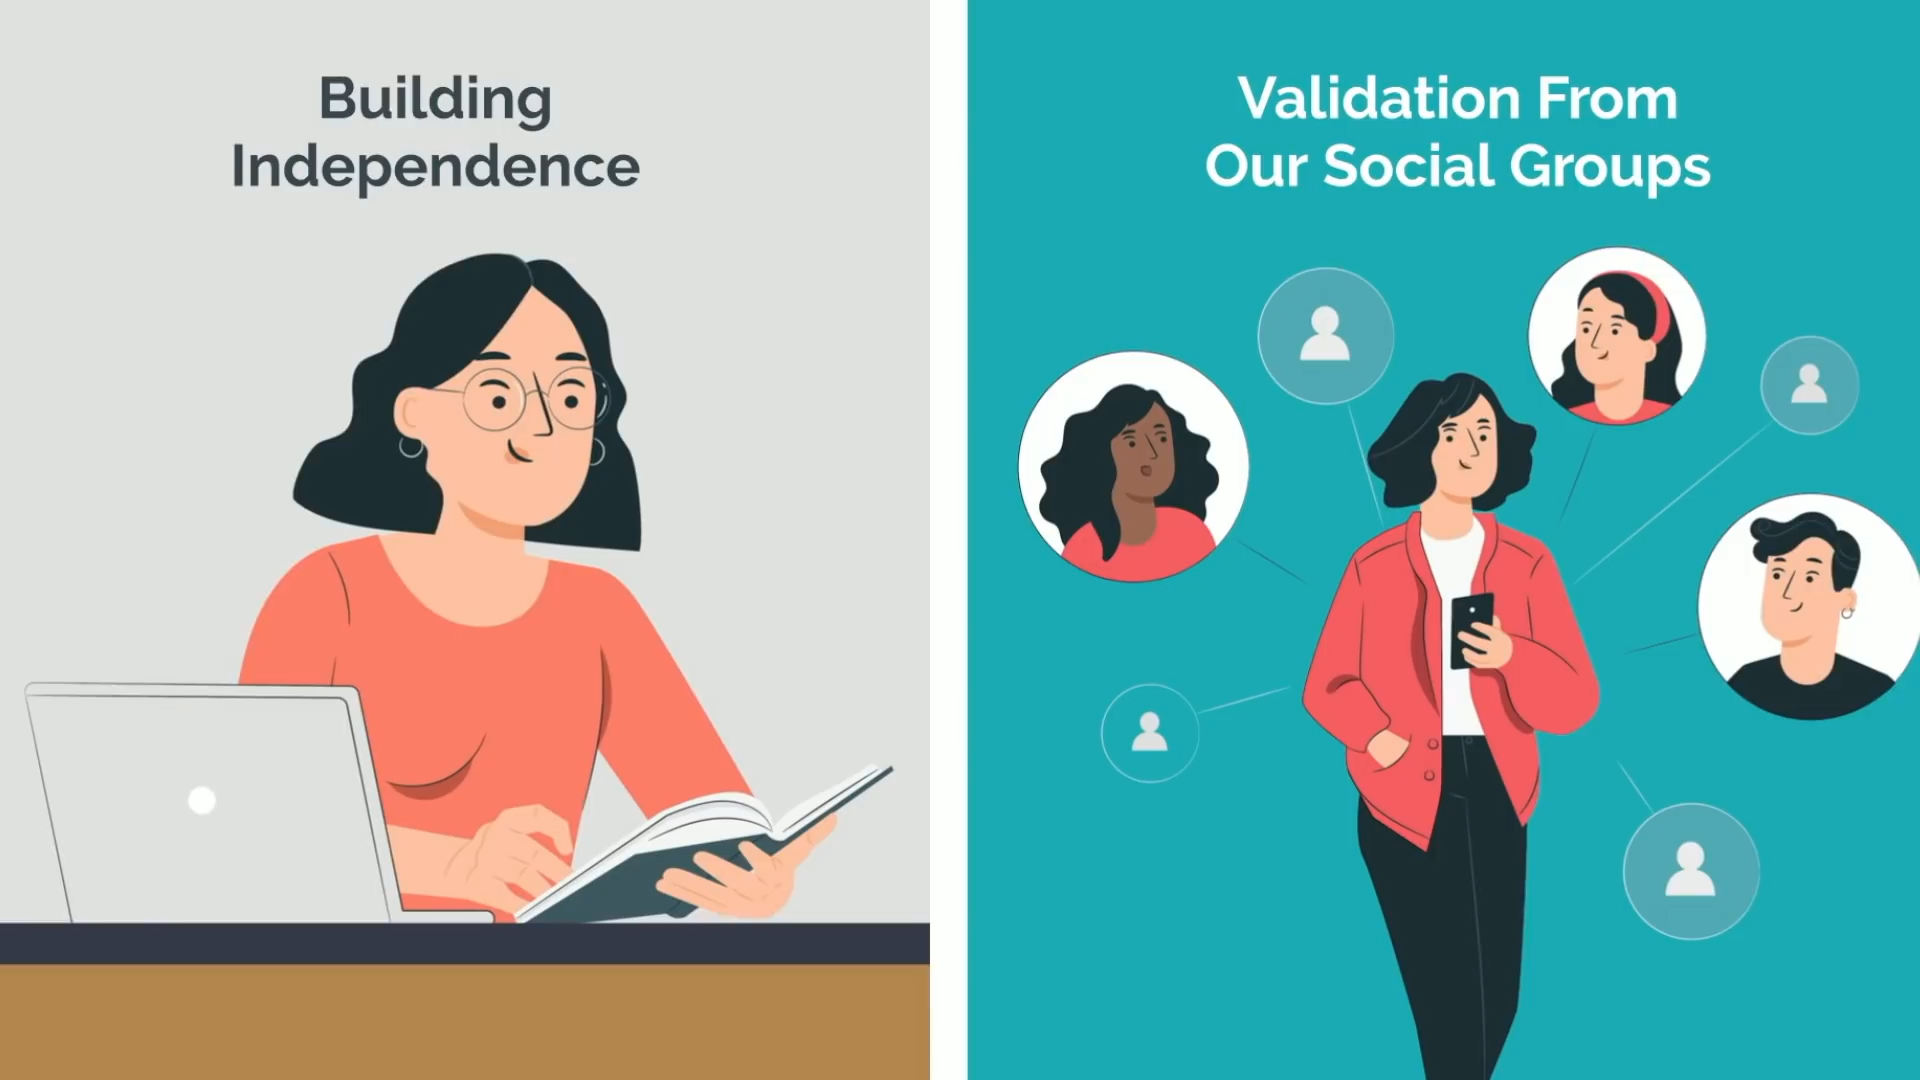 Building
Independence
Validation From
Our Social Groups